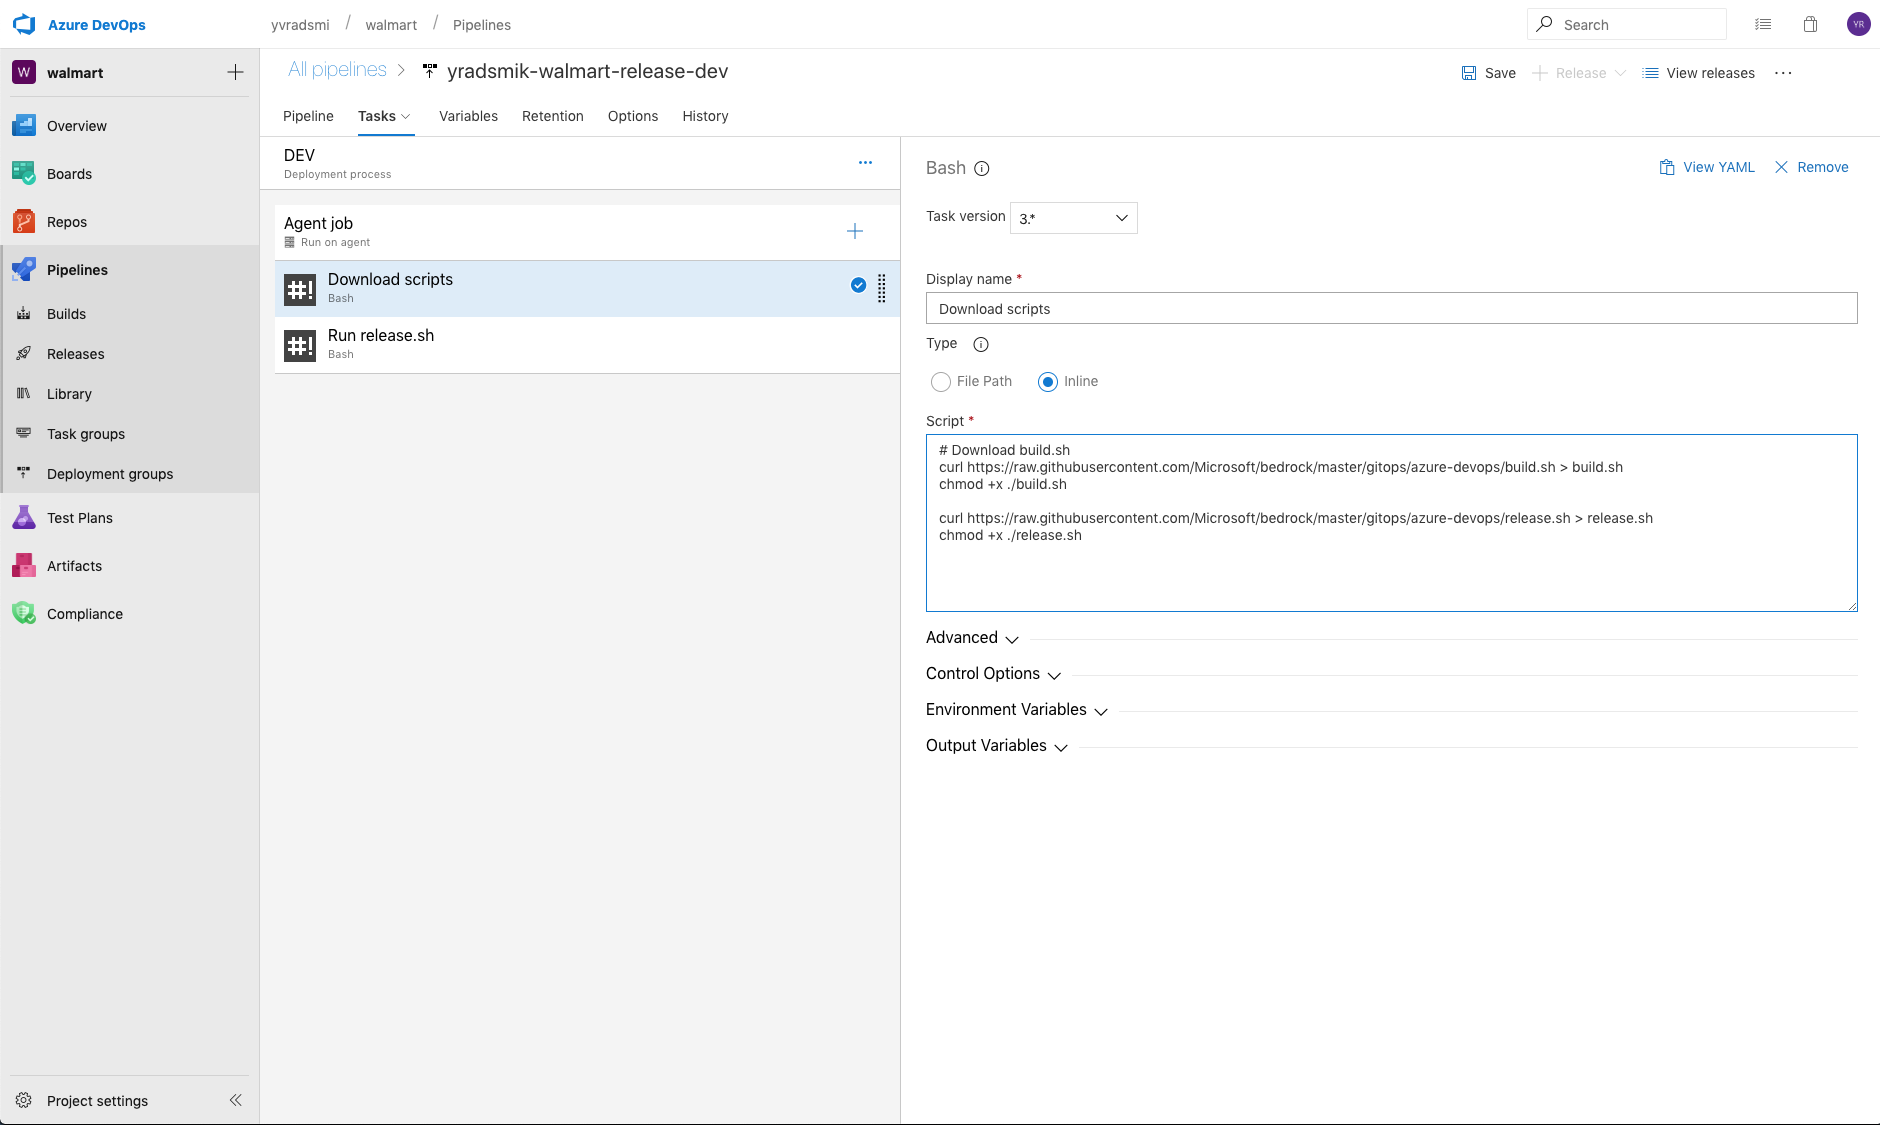 Azure DevOps
yvradsmi / walmart / Pipelines
Search
YR
W walmart
Overview
Boards
Repos
Pipelines
Builds
Releases
Library
Task groups
Deployment groups
Test Plans
Artifacts
Compliance
Project settings
All pipelines > yradsmik-walmart-release-dev
Save
Release
View releases
Pipeline
Tasks
Variables
Retention
Options
History
DEV
Deployment process
Agent job
Run on agent
#! Download scripts
Bash
#! Run release.sh
Bash
Bash
View YAML
Remove
Task version
3.*
Display name *
Download scripts
Type
File Path
Inline
Script *
# Download build.sh
curl https://raw.githubusercontent.com/Microsoft/bedrock/master/gitops/azure-devops/build.sh > build.sh
chmod +x ./build.sh
curl https://raw.githubusercontent.com/Microsoft/bedrock/master/gitops/azure-devops/release.sh > release.sh
chmod +x ./release.sh
Advanced
Control Options
Environment Variables
Output Variables